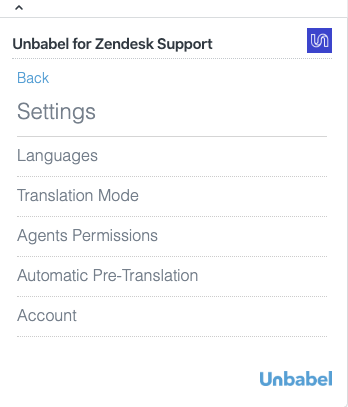 Unbabel for Zendesk Support
Back
Settings
Languages
Translation Mode
Agents Permissions
Automatic Pre-Translation
Account
Unbabel